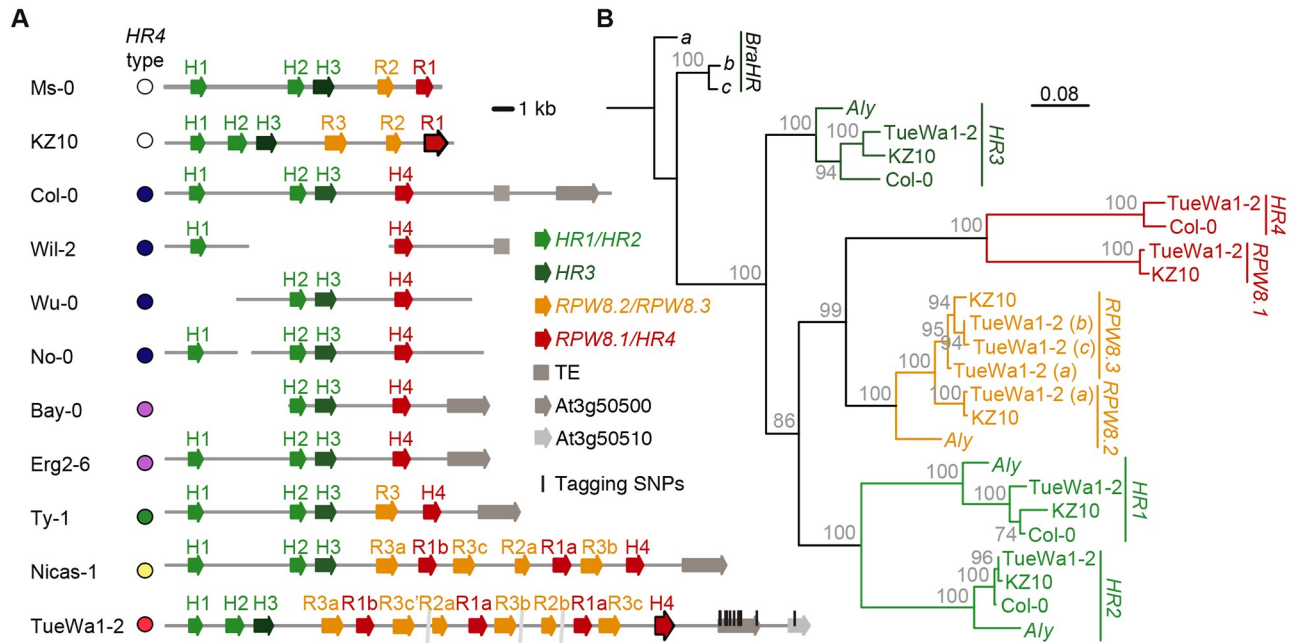 A
HR4
type
Ms-0
H1 H2 H3 R2 R1
1 kb
KZ10
H1 H2 H3 R3 R2 R1
Col-0
H1 H2 H3 H4
Wil-2
H1 H4
Wu-0
H2 H3 H4
No-0
H1 H2 H3 H4
Bay-0
H2 H3 H4
Erg2-6
H1 H2 H3 H4
Ty-1
H1 H2 H3 R3 H4
Nicas-1
H1 H2 H3 R3a R1b R3c R2a R1a R3b H4
TueWa1-2
H1 H2 H3 R3a R1b R3c' R2a R1a R3b R2b R1a R3c H4
HR1/HR2
HR3
RPW8.2/RPW8.3
RPW8.1/HR4
TE
At3g50500
At3g50510
Tagging SNPs
B
a
100 b
c
BraHR
0.08
100 Aly
100 TueWa1-2
KZ10
94 Col-0
HR3
100 100 TueWa1-2
Col-0
HR4
100 TueWa1-2
KZ10
RPW8.1
100
99
86
94 KZ10
95 TueWa1-2 (b)
94 TueWa1-2 (c)
100 TueWa1-2 (a)
RPW8.3
100 100 TueWa1-2 (a)
KZ10
RPW8.2
Aly
100 Aly
100 TueWa1-2
KZ10
74 Col-0
HR1
100
96 TueWa1-2
100 KZ10
100 Col-0
Aly
HR2